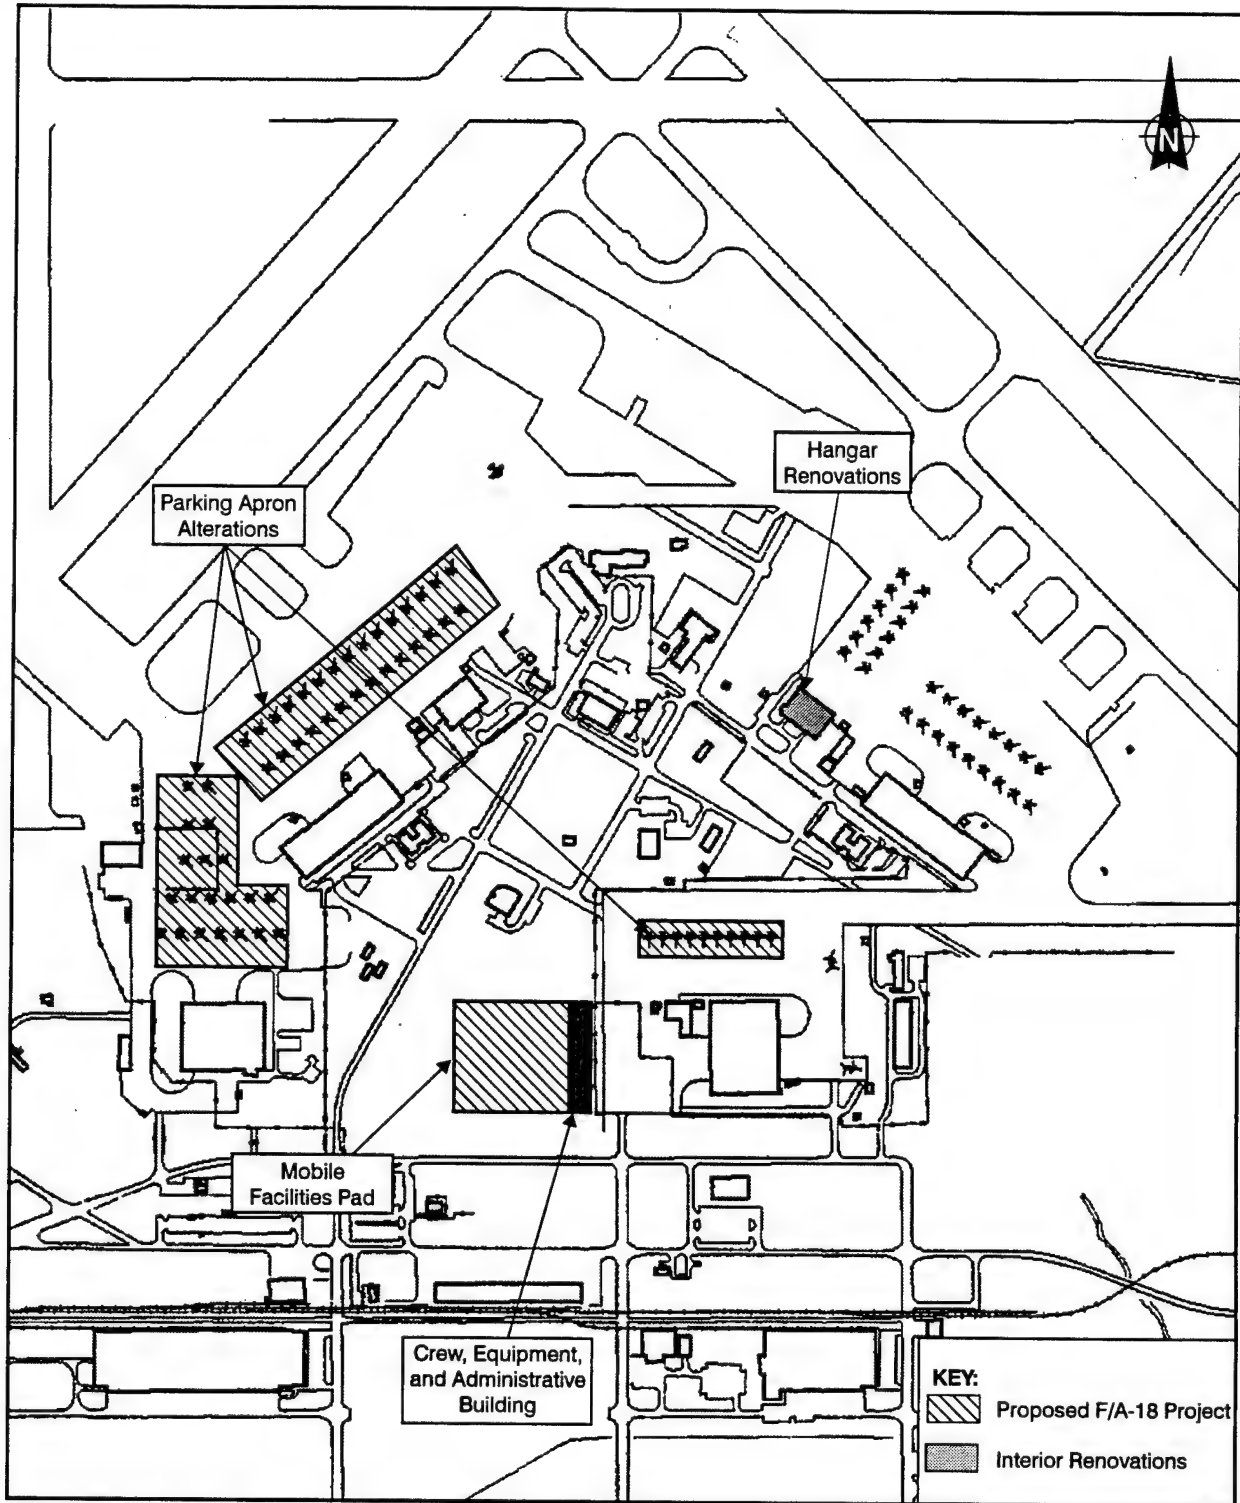 N
Hangar
Renovations
Parking Apron
Alterations
Mobile
Facilities Pad
Crew, Equipment,
and Administrative
Building
KEY:
Proposed F/A-18 Project
Interior Renovations